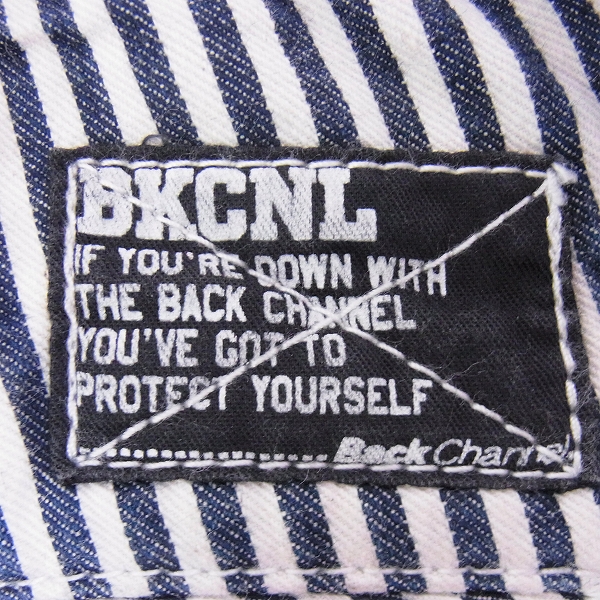 BKCNL
IF YOU'RE DOWN WITH
THE BACK CHANNEL
YOU'VE GOT TO
PROTECT YOURSELF
Back Channel